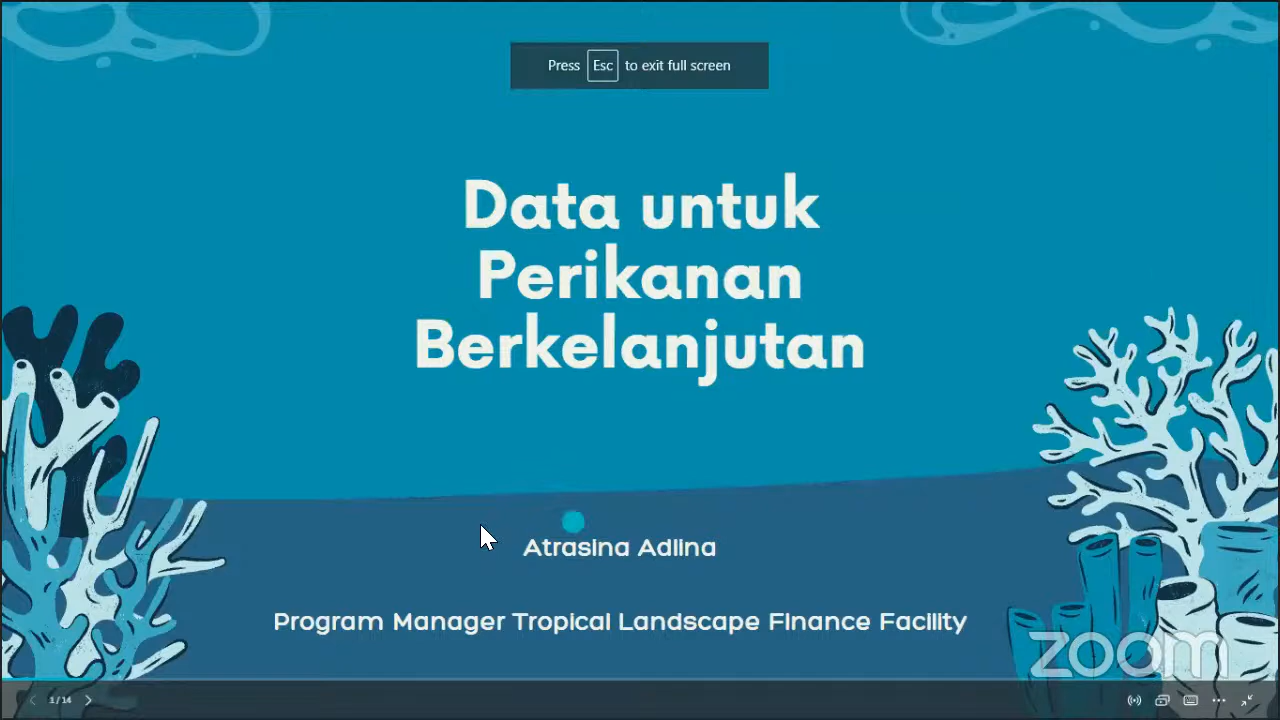 Press Esc to exit full screen
Data untuk
Perikanan
Berkelanjutan
Atrasina Adlina
Program Manager Tropical Landscape Finance Facility
zoom
1 / 14